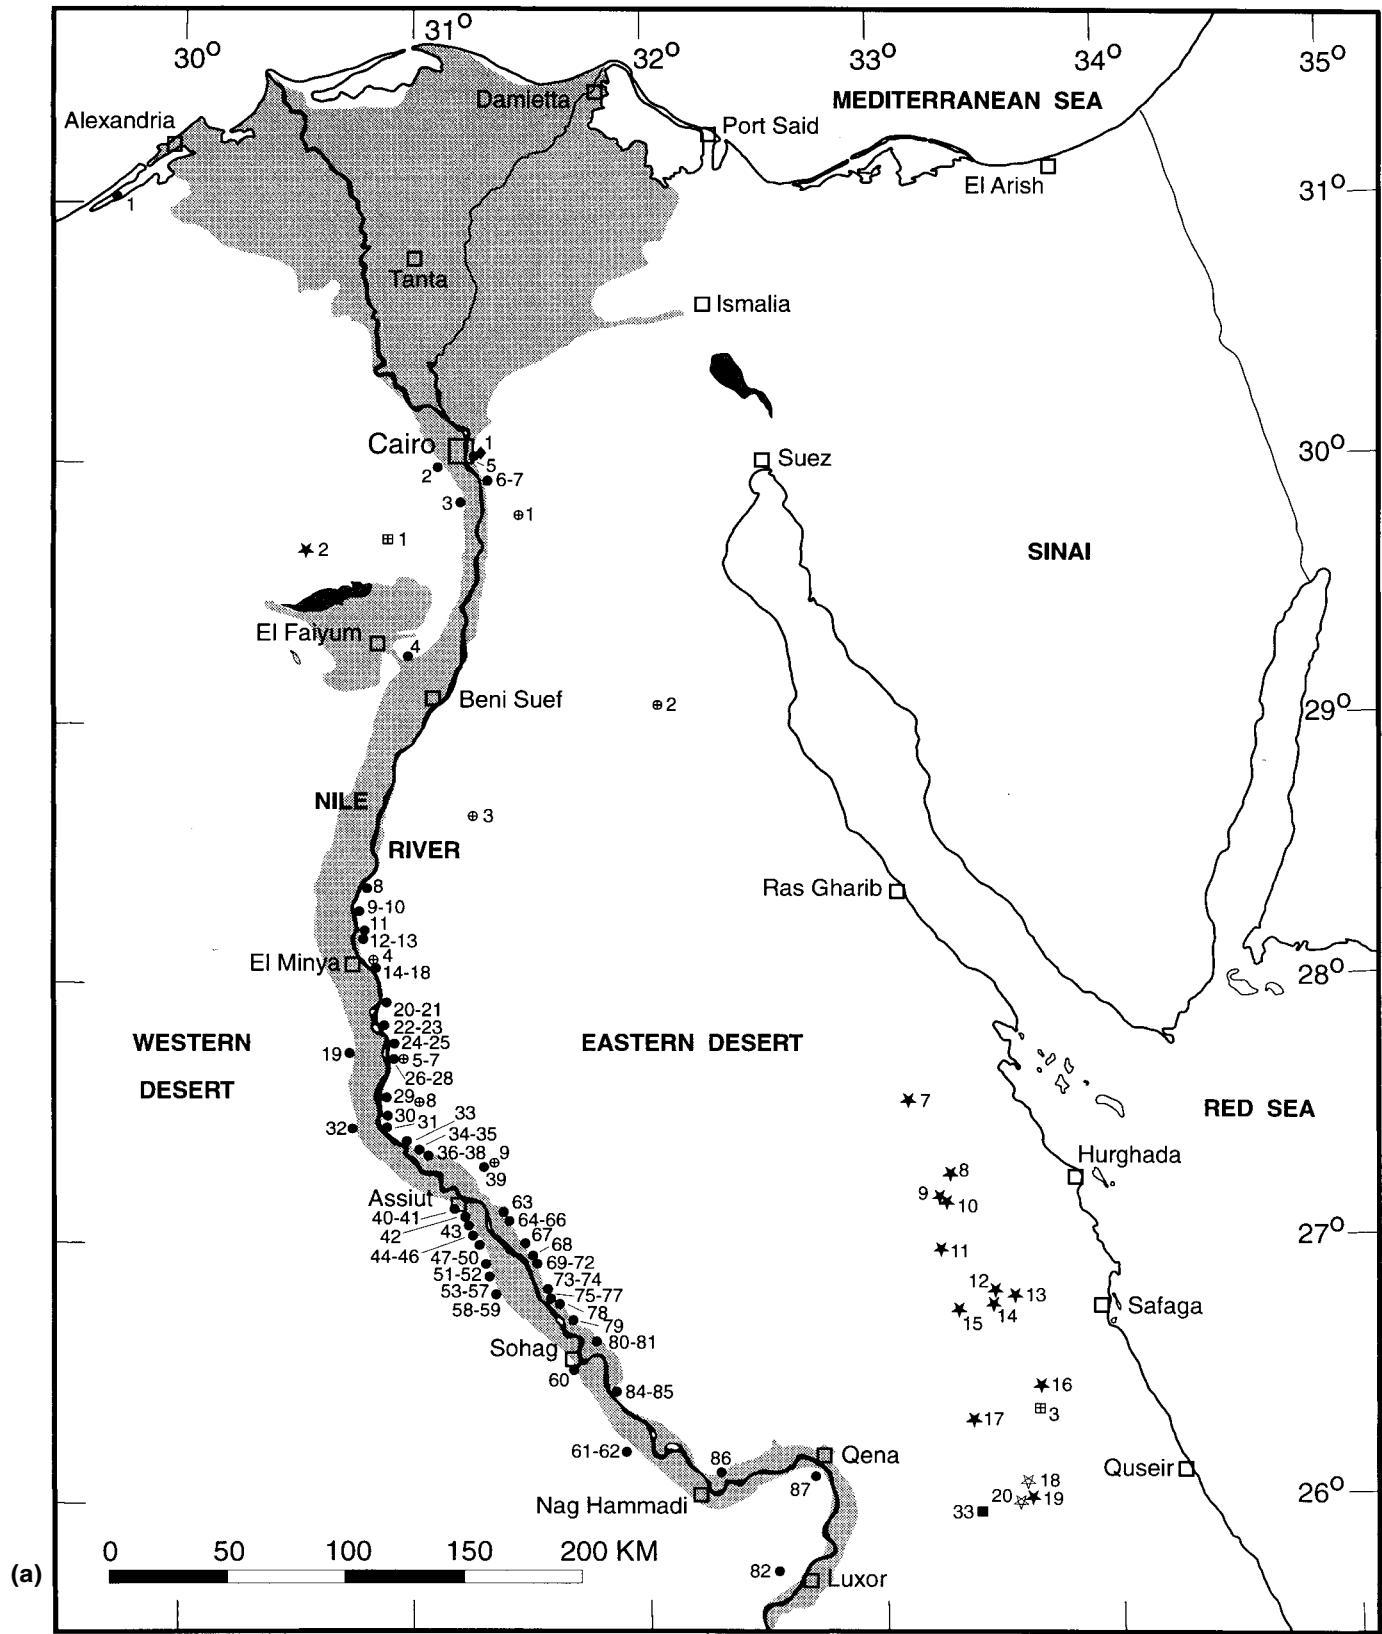 31°
30°
32°
33°
34°
35°
Damietta
MEDITERRANEAN SEA
Alexandria
Port Said
El Arish
31°
1
Tanta
Ismalia
Cairo
1
5
30°
Suez
2
6-7
3
1
1
2
SINAI
El Faiyum
4
Beni Suef
2
29°
NILE
3
RIVER
8
Ras Gharib
9-10
11
12-13
4
El Minya
14-18
28°
20-21
22-23
WESTERN
EASTERN DESERT
24-25
19
5-7
26-28
DESERT
29
8
7
RED SEA
30
33
31
32
34-35
36-38
9
39
Hurghada
8
9
10
Assiut
63
40-41
64-66
42
43
67
27°
44-46
68
11
47-50
69-72
51-52
73-74
12
53-57
75-77
13
58-59
78
14
15
Safaga
79
Sohag
80-81
60
84-85
16
3
17
61-62
86
Qena
Quseir
87
18
Nag Hammadi
20
19
26°
33
0 50 100 150 200 KM
(a)
82
Luxor